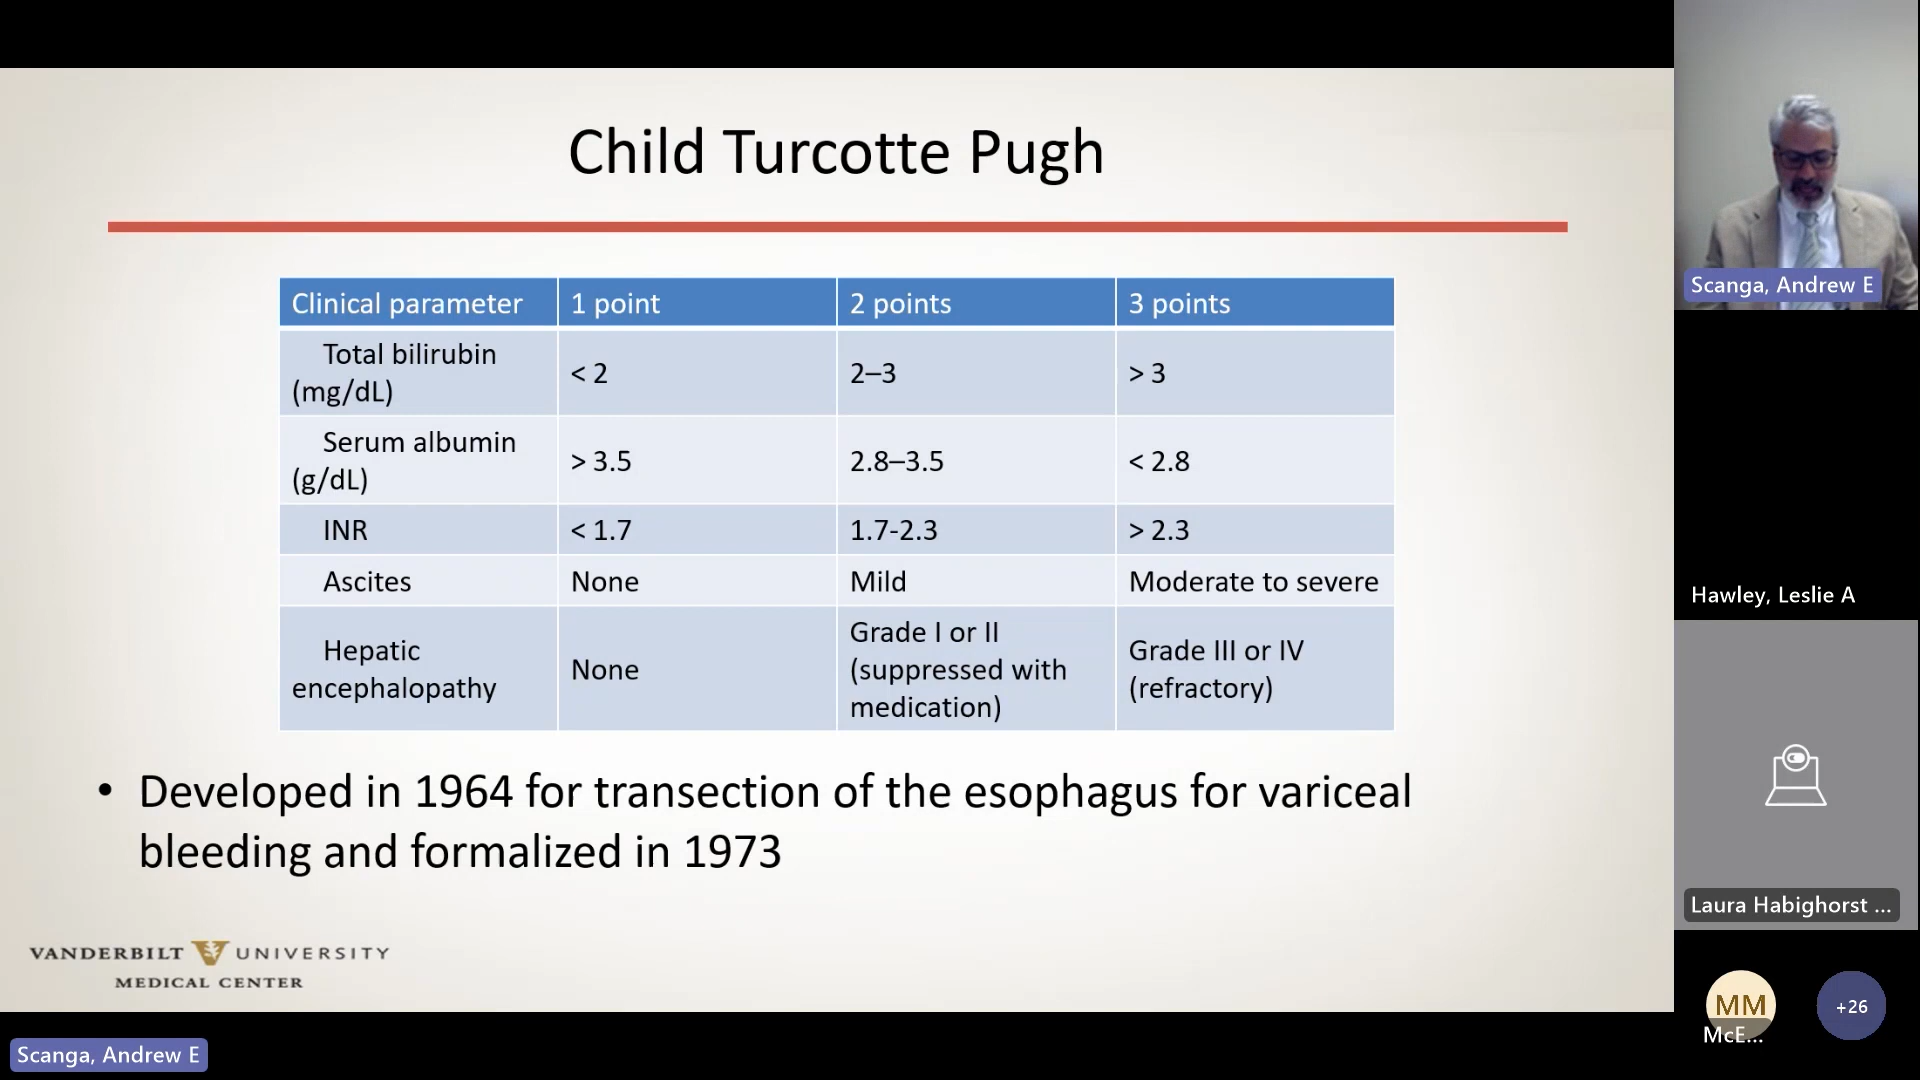 Child Turcotte Pugh
Clinical parameter 1 point 2 points 3 points
Total bilirubin
(mg/dL)
< 2 2–3 > 3
Serum albumin
(g/dL)
> 3.5 2.8–3.5 < 2.8
INR < 1.7 1.7-2.3 > 2.3
Ascites None Mild Moderate to severe
Hepatic
encephalopathy
None
Grade I or II
(suppressed with
medication)
Grade III or IV
(refractory)
• Developed in 1964 for transection of the esophagus for variceal
bleeding and formalized in 1973
VANDERBILT UNIVERSITY
MEDICAL CENTER
Scanga, Andrew E
Scanga, Andrew E
Hawley, Leslie A
Laura Habighorst ...
MM
McE...
+26